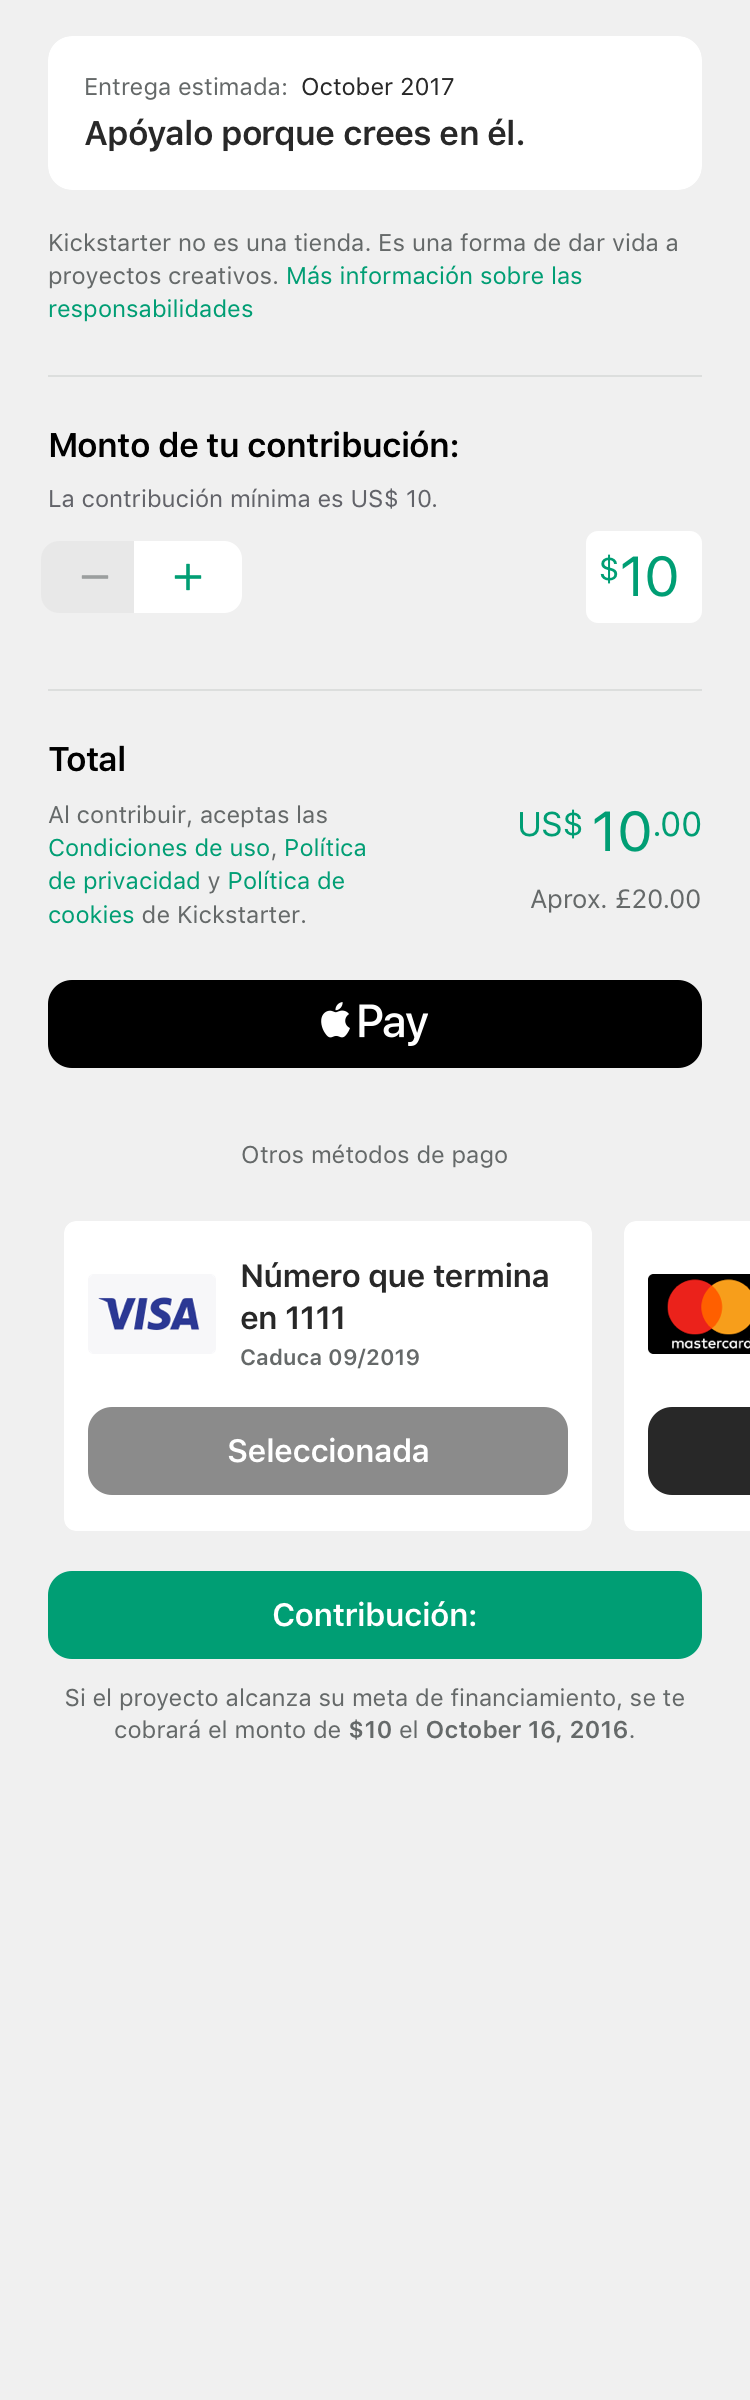 Entrega estimada: October 2017
Apóyalo porque crees en él.
Kickstarter no es una tienda. Es una forma de dar vida a
proyectos creativos. Más información sobre las
responsabilidades
Monto de tu contribución:
La contribución mínima es US$ 10.
− +
$10
Total
Al contribuir, aceptas las
Condiciones de uso, Política
de privacidad y Política de
cookies de Kickstarter.
US$ 10.00
Aprox. £20.00
Pay
Otros métodos de pago
VISA
Número que termina
en 1111
Caduca 09/2019
Seleccionada
mastercard
Contribución:
Si el proyecto alcanza su meta de financiamiento, se te
cobrará el monto de $10 el October 16, 2016.